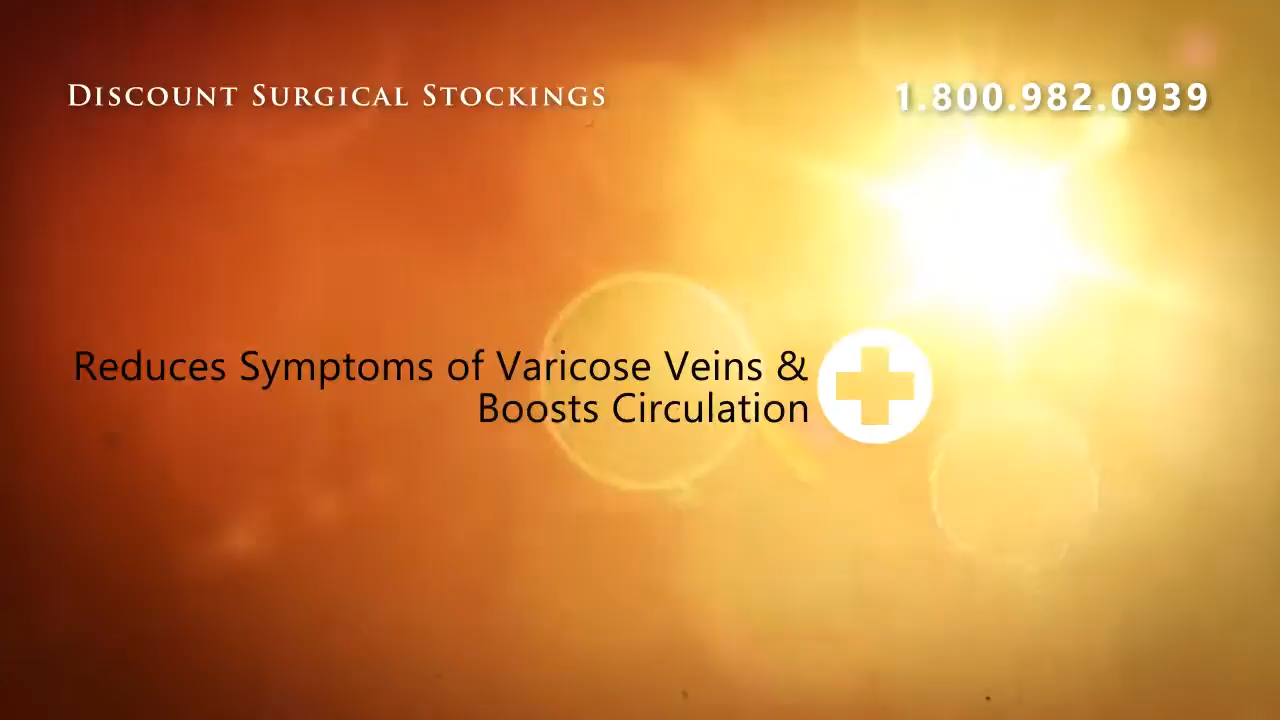 DISCOUNT SURGICAL STOCKINGS
1.800.982.0939
Reduces Symptoms of Varicose Veins &
Boosts Circulation